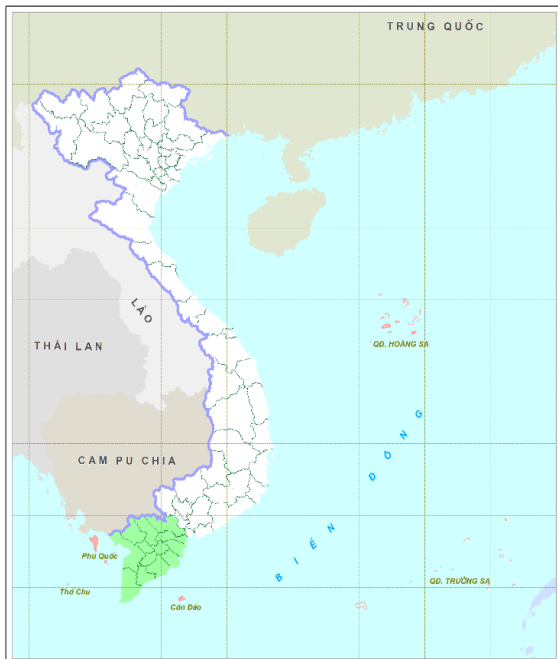 TRUNG QUỐC
LÀO
THÁI LAN
QĐ. HOÀNG SA
CAM PU CHIA
BIỂN ĐÔNG
Phú Quốc
Thổ Chu
Côn Đảo
QĐ. TRƯỜNG SA